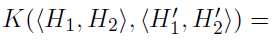 K(⟨H₁, H₂⟩, ⟨H′₁, H′₂⟩) =